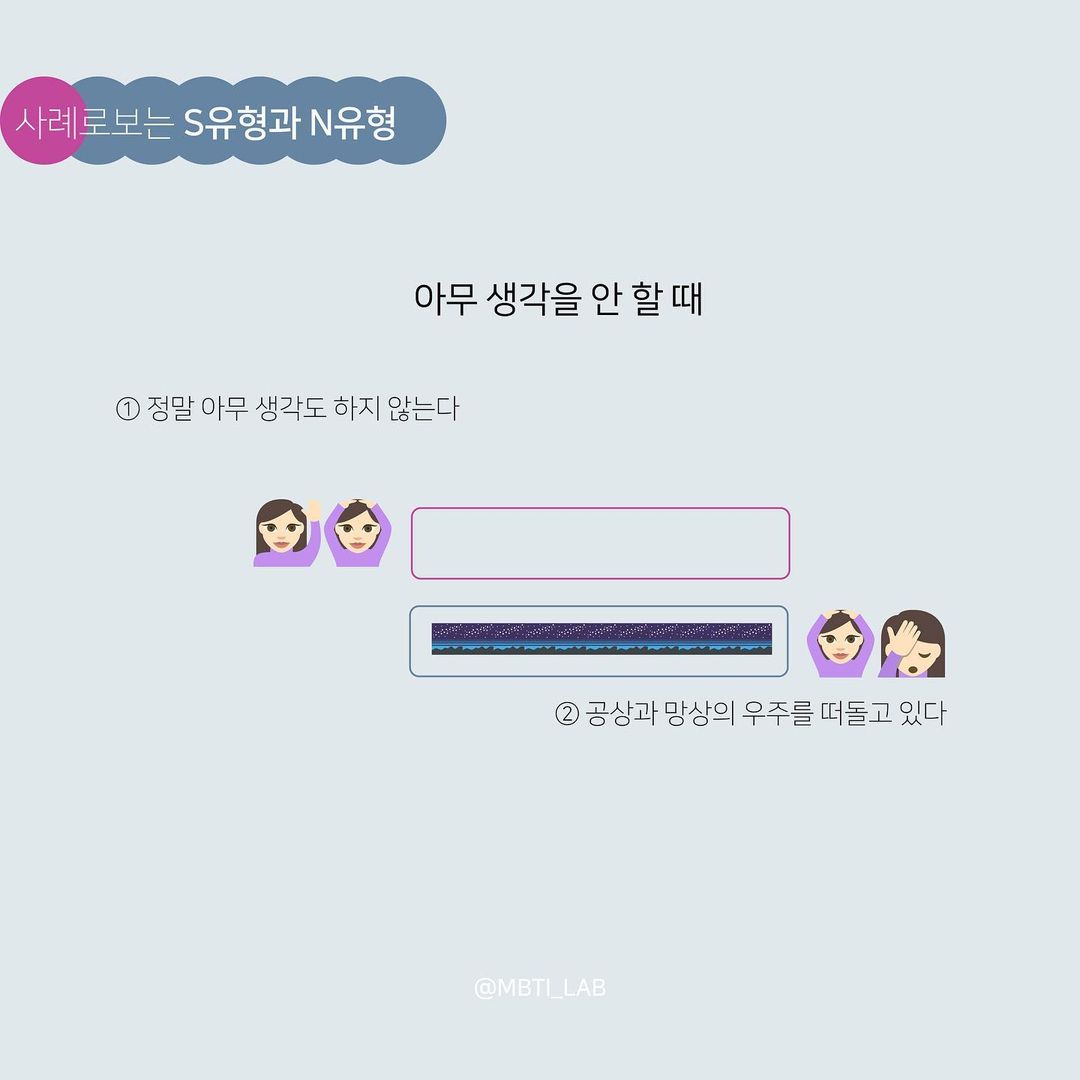 사례로보는 S유형과 N유형
아무 생각을 안 할 때
① 정말 아무 생각도 하지 않는다
② 공상과 망상의 우주를 떠돌고 있다
@MBTI_LAB